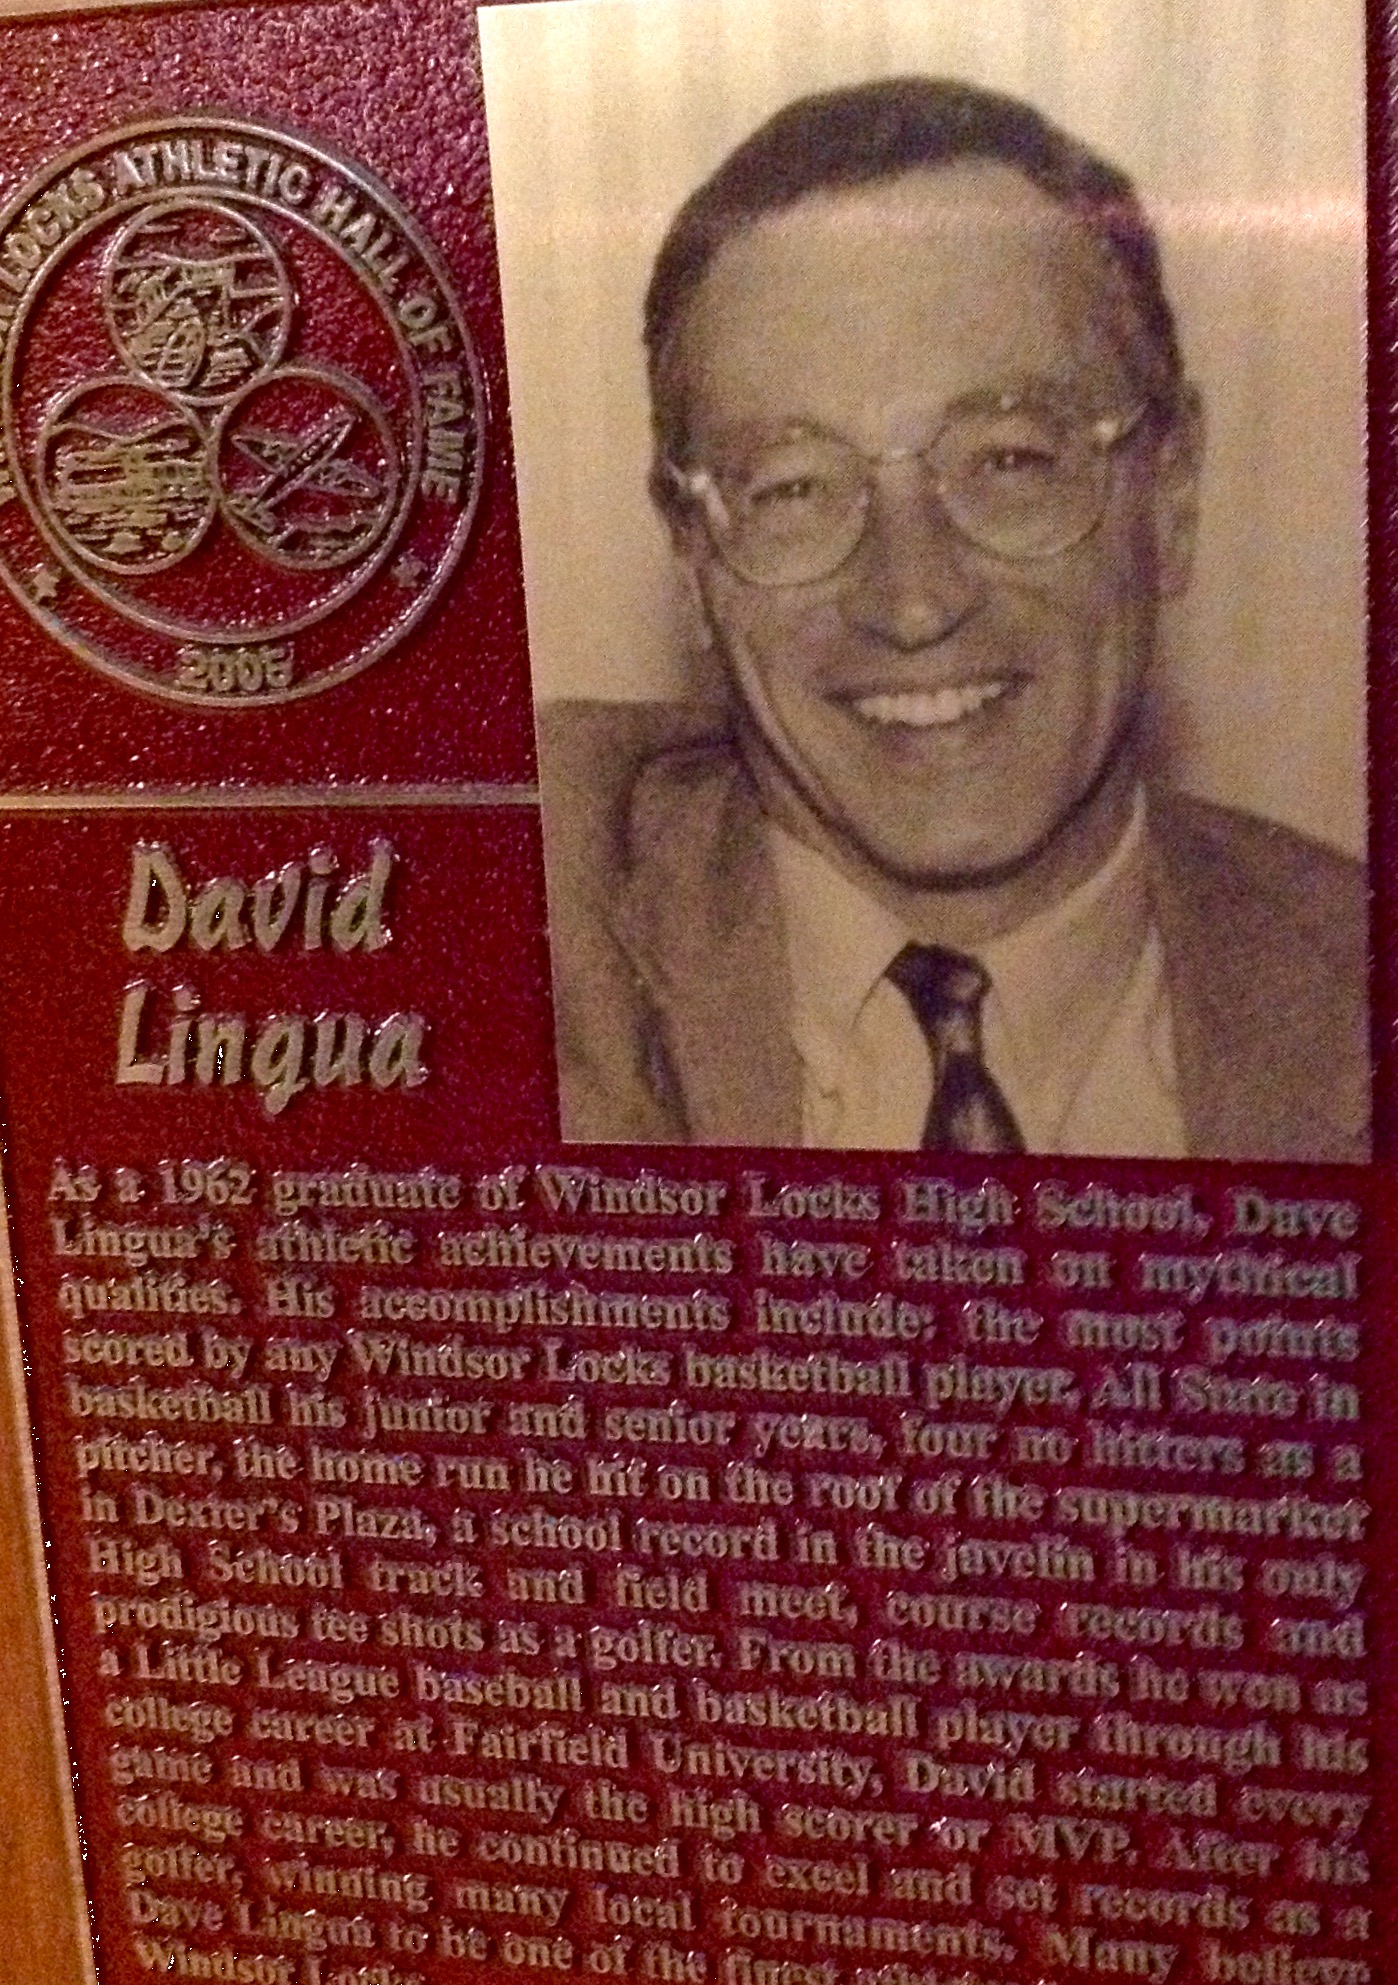 LOCKS ATHLETIC HALL OF FAME
David
Lingua
As a 1962 graduate of Windsor Locks High School, Dave
Lingua's athletic achievements have taken on mythical
qualities. His accomplishments include: the most points
scored by any Windsor Locks basketball player, All State in
basketball his junior and senior years, four no hitters as a
pitcher, the home run he hit on the roof of the supermarket
in Dexter's Plaza, a school record in the javelin in his only
High School track and field meet, course records and
prodigious tee shots as a golfer. From the awards he won as
a Little League baseball and basketball player through his
college career at Fairfield University, David started every
game and was usually the high scorer or MVP. After his
college career, he continued to excel and set records as a
golfer, winning many local tournaments. Many believe
Dave Lingua to be one of the finest
Windsor Locks